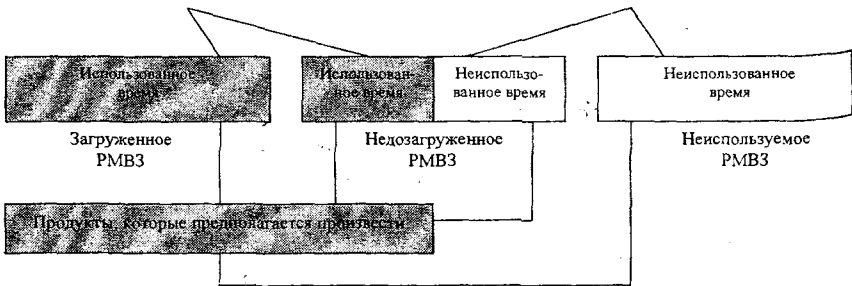 Использованное
время
Использован-
ное время
Неиспользо-
ванное время
Неиспользованное
время
Загруженное
РМВЗ
Недозагруженное
РМВЗ
Неиспользуемое
РМВЗ
Продукты, которые предполагается произвести